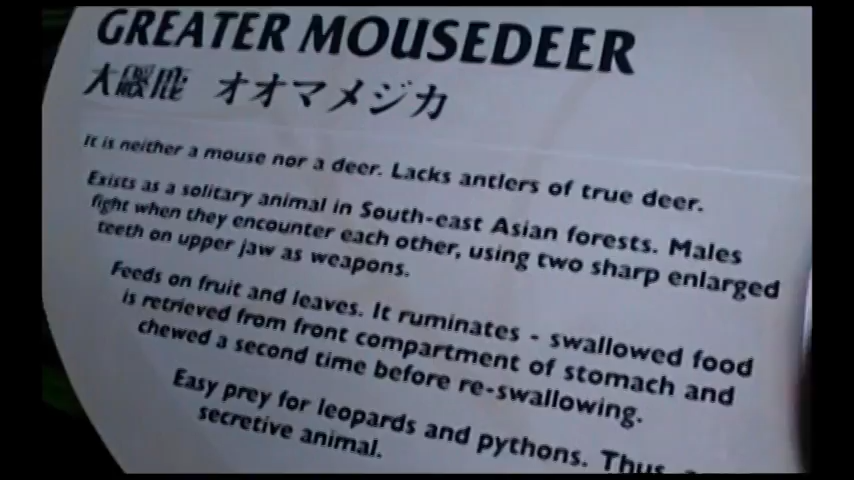 GREATER MOUSEDEER
大鼷鹿 オオマメジカ
It is neither a mouse nor a deer. Lacks antlers of true deer.
Exists as a solitary animal in South-east Asian forests. Males
fight when they encounter each other, using two sharp enlarged
teeth on upper jaw as weapons.
Feeds on fruit and leaves. It ruminates - swallowed food
is retrieved from front compartment of stomach and
chewed a second time before re-swallowing.
Easy prey for leopards and pythons. Thus
secretive animal.